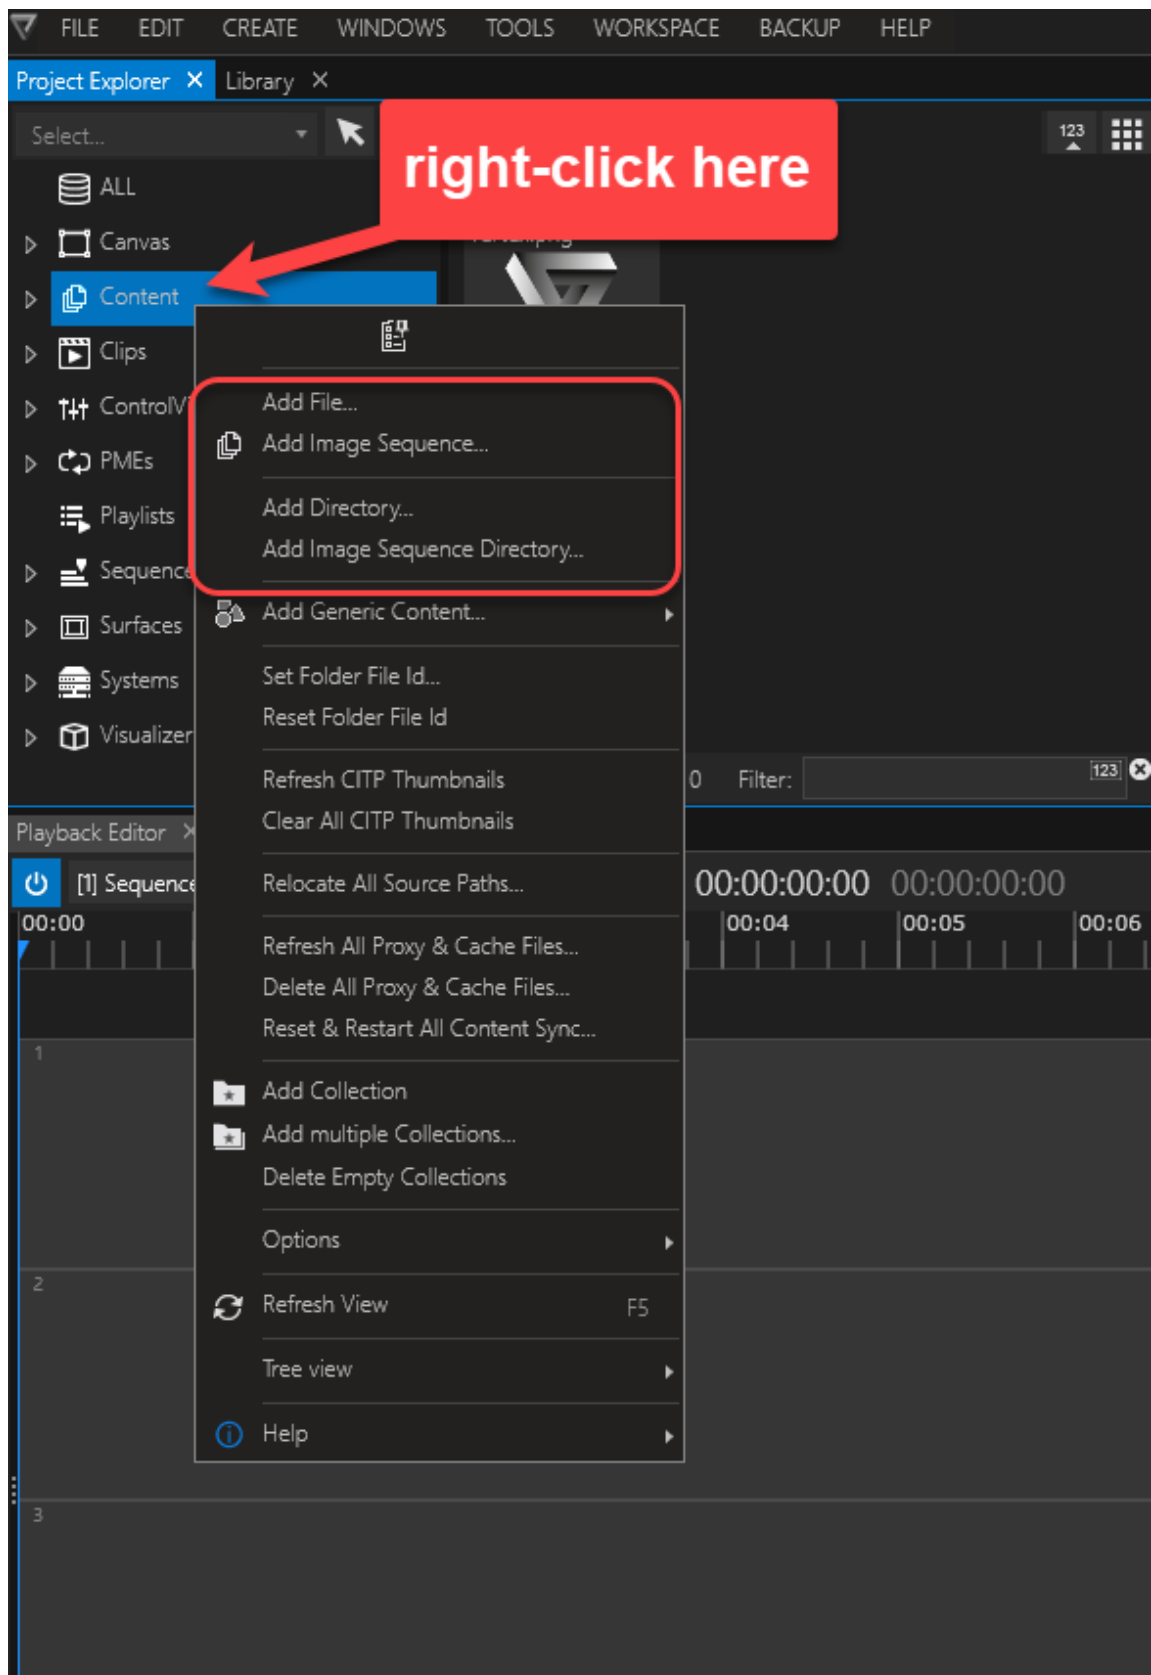 FILE EDIT CREATE WINDOWS TOOLS WORKSPACE BACKUP HELP
Project Explorer Library
Select...
123
right-click here
ALL
Canvas
Content
Clips
PMEs
Playlists
Sequence
Surfaces
Systems
Visualizer
Add File...
Add Image Sequence...
Add Directory...
Add Image Sequence Directory...
Add Generic Content...
Set Folder File Id...
Reset Folder File Id
Refresh CITP Thumbnails
Clear All CITP Thumbnails
Relocate All Source Paths...
Refresh All Proxy & Cache Files...
Delete All Proxy & Cache Files...
Reset & Restart All Content Sync...
Add Collection
Add multiple Collections...
Delete Empty Collections
Options
Refresh View F5
Tree view
Help
0 Filter: 123
Playback Editor
[1] Sequence 00:00:00:00 00:00:00:00
00:00 00:04 00:05 00:06
1
2
3